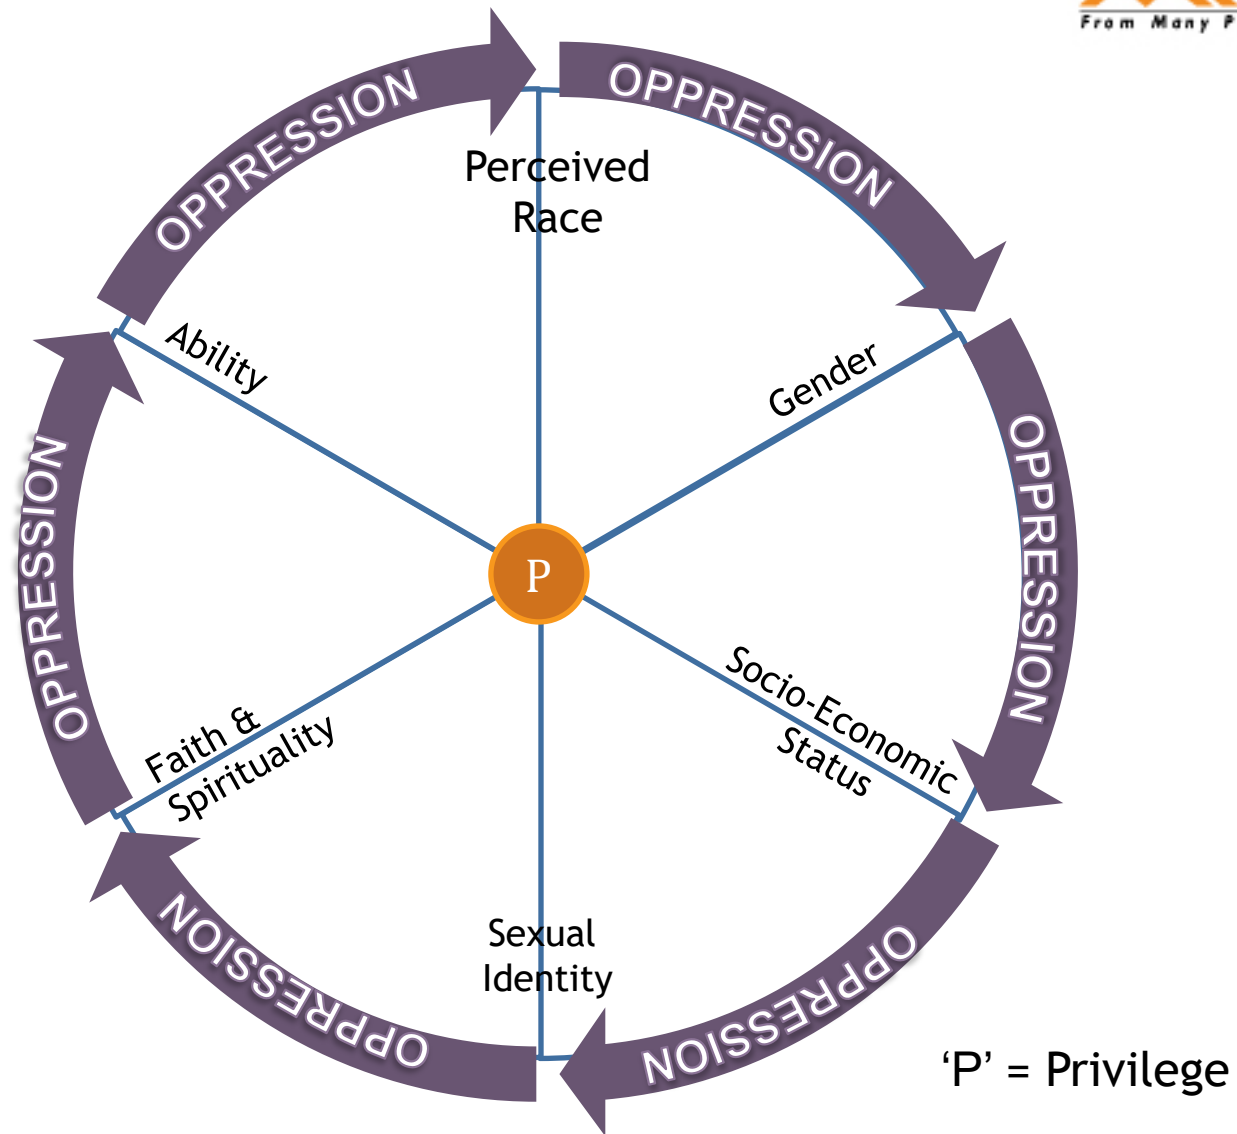 From Many P
OPPRESSION
OPPRESSION
Perceived
Race
Ability
Gender
OPPRESSION
OPPRESSION
P
Socio-Economic
Status
Faith &
Spirituality
Sexual
Identity
OPPRESSION
OPPRESSION
‘P’ = Privilege